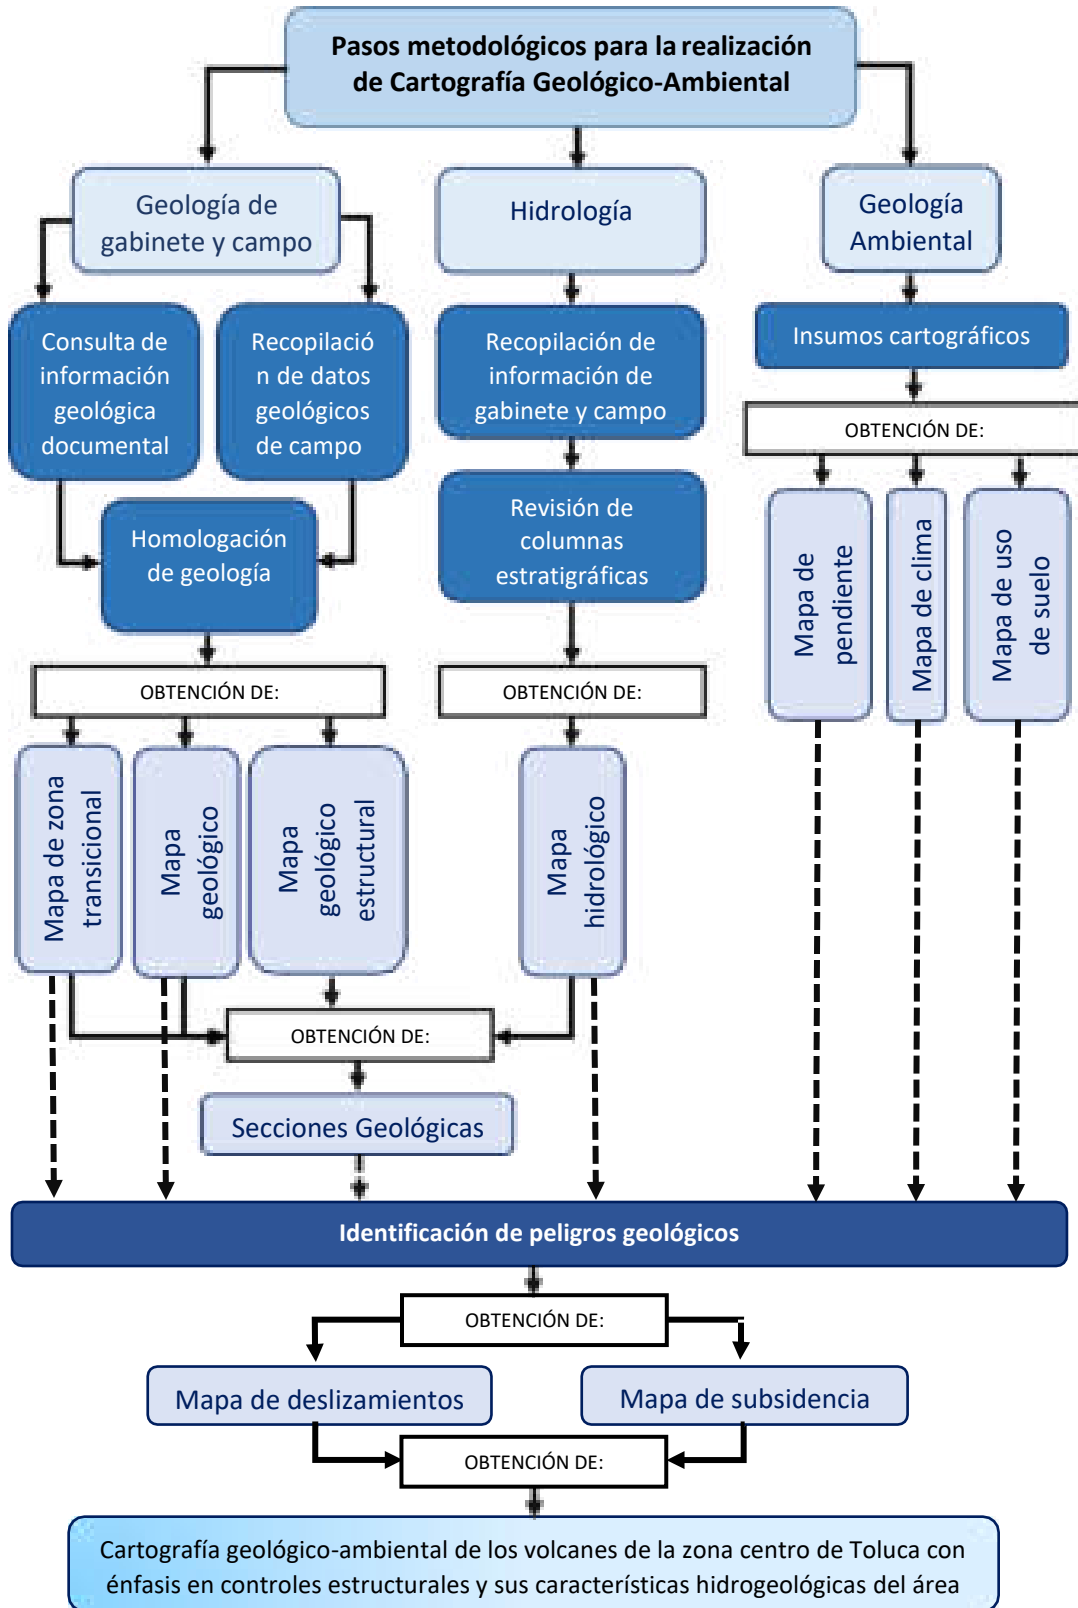 Pasos metodológicos para la realización
de Cartografía Geológico-Ambiental
Geología de
gabinete y campo
Hidrología
Geología
Ambiental
Consulta de
información
geológica
documental
Recopilació
n de datos
geológicos
de campo
Recopilación de
información de
gabinete y campo
Insumos cartográficos
OBTENCIÓN DE:
Homologación
de geología
Revisión de
columnas
estratigráficas
Mapa de
pendiente
Mapa de clima
Mapa de uso
de suelo
OBTENCIÓN DE:
OBTENCIÓN DE:
Mapa de zona
transicional
Mapa
geológico
Mapa
geológico
estructural
Mapa
hidrológico
OBTENCIÓN DE:
Secciones Geológicas
Identificación de peligros geológicos
OBTENCIÓN DE:
Mapa de deslizamientos
Mapa de subsidencia
OBTENCIÓN DE:
Cartografía geológico-ambiental de los volcanes de la zona centro de Toluca con
énfasis en controles estructurales y sus características hidrogeológicas del área